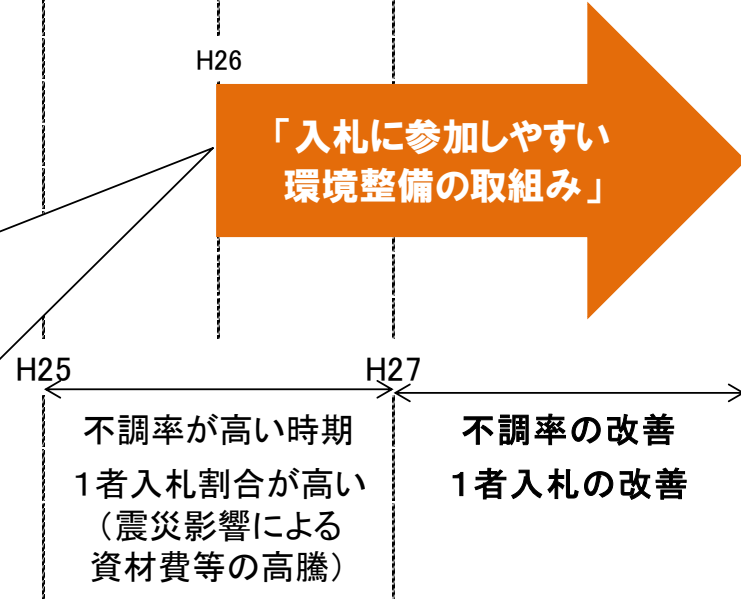 H26
「入札に参加しやすい
環境整備の取組み」
H25
H27
不調率が高い時期
1者入札割合が高い
（震災影響による
資材費等の高騰）
不調率の改善
1者入札の改善